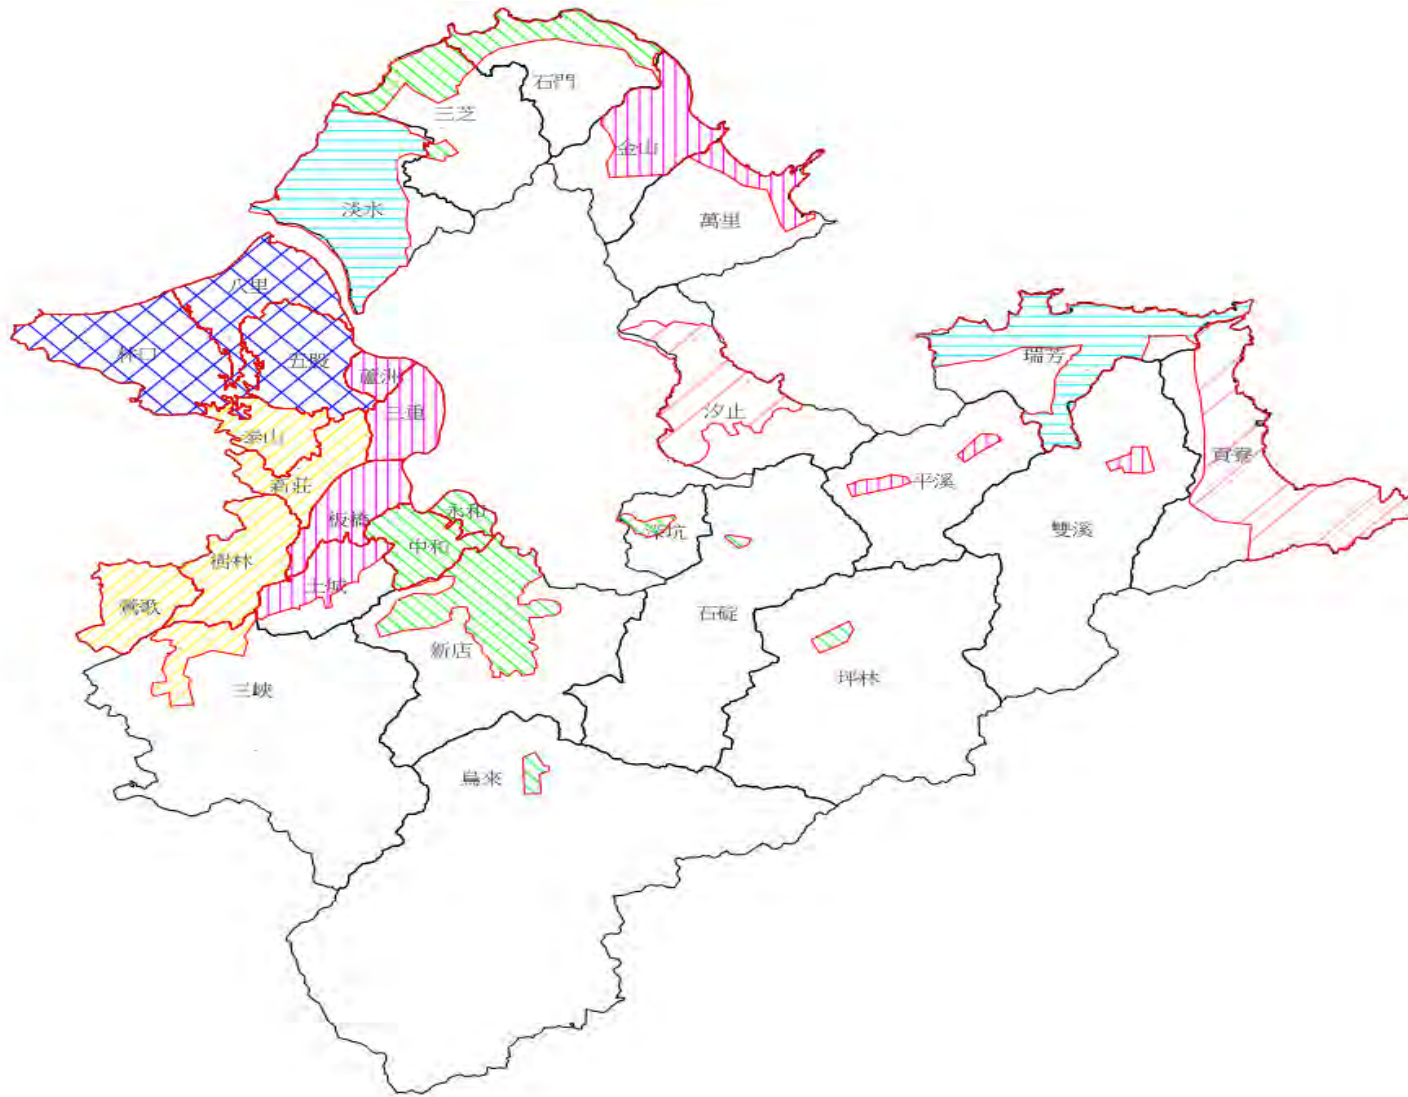 石門
三芝
金山
淡水
萬里
八里
林口
五股
瑞芳
蘆洲
三重
汐止
泰山
貢寮
新莊
平溪
板橋
永和
中和
深坑
雙溪
樹林
土城
鶯歌
石碇
新店
坪林
三峽
烏來